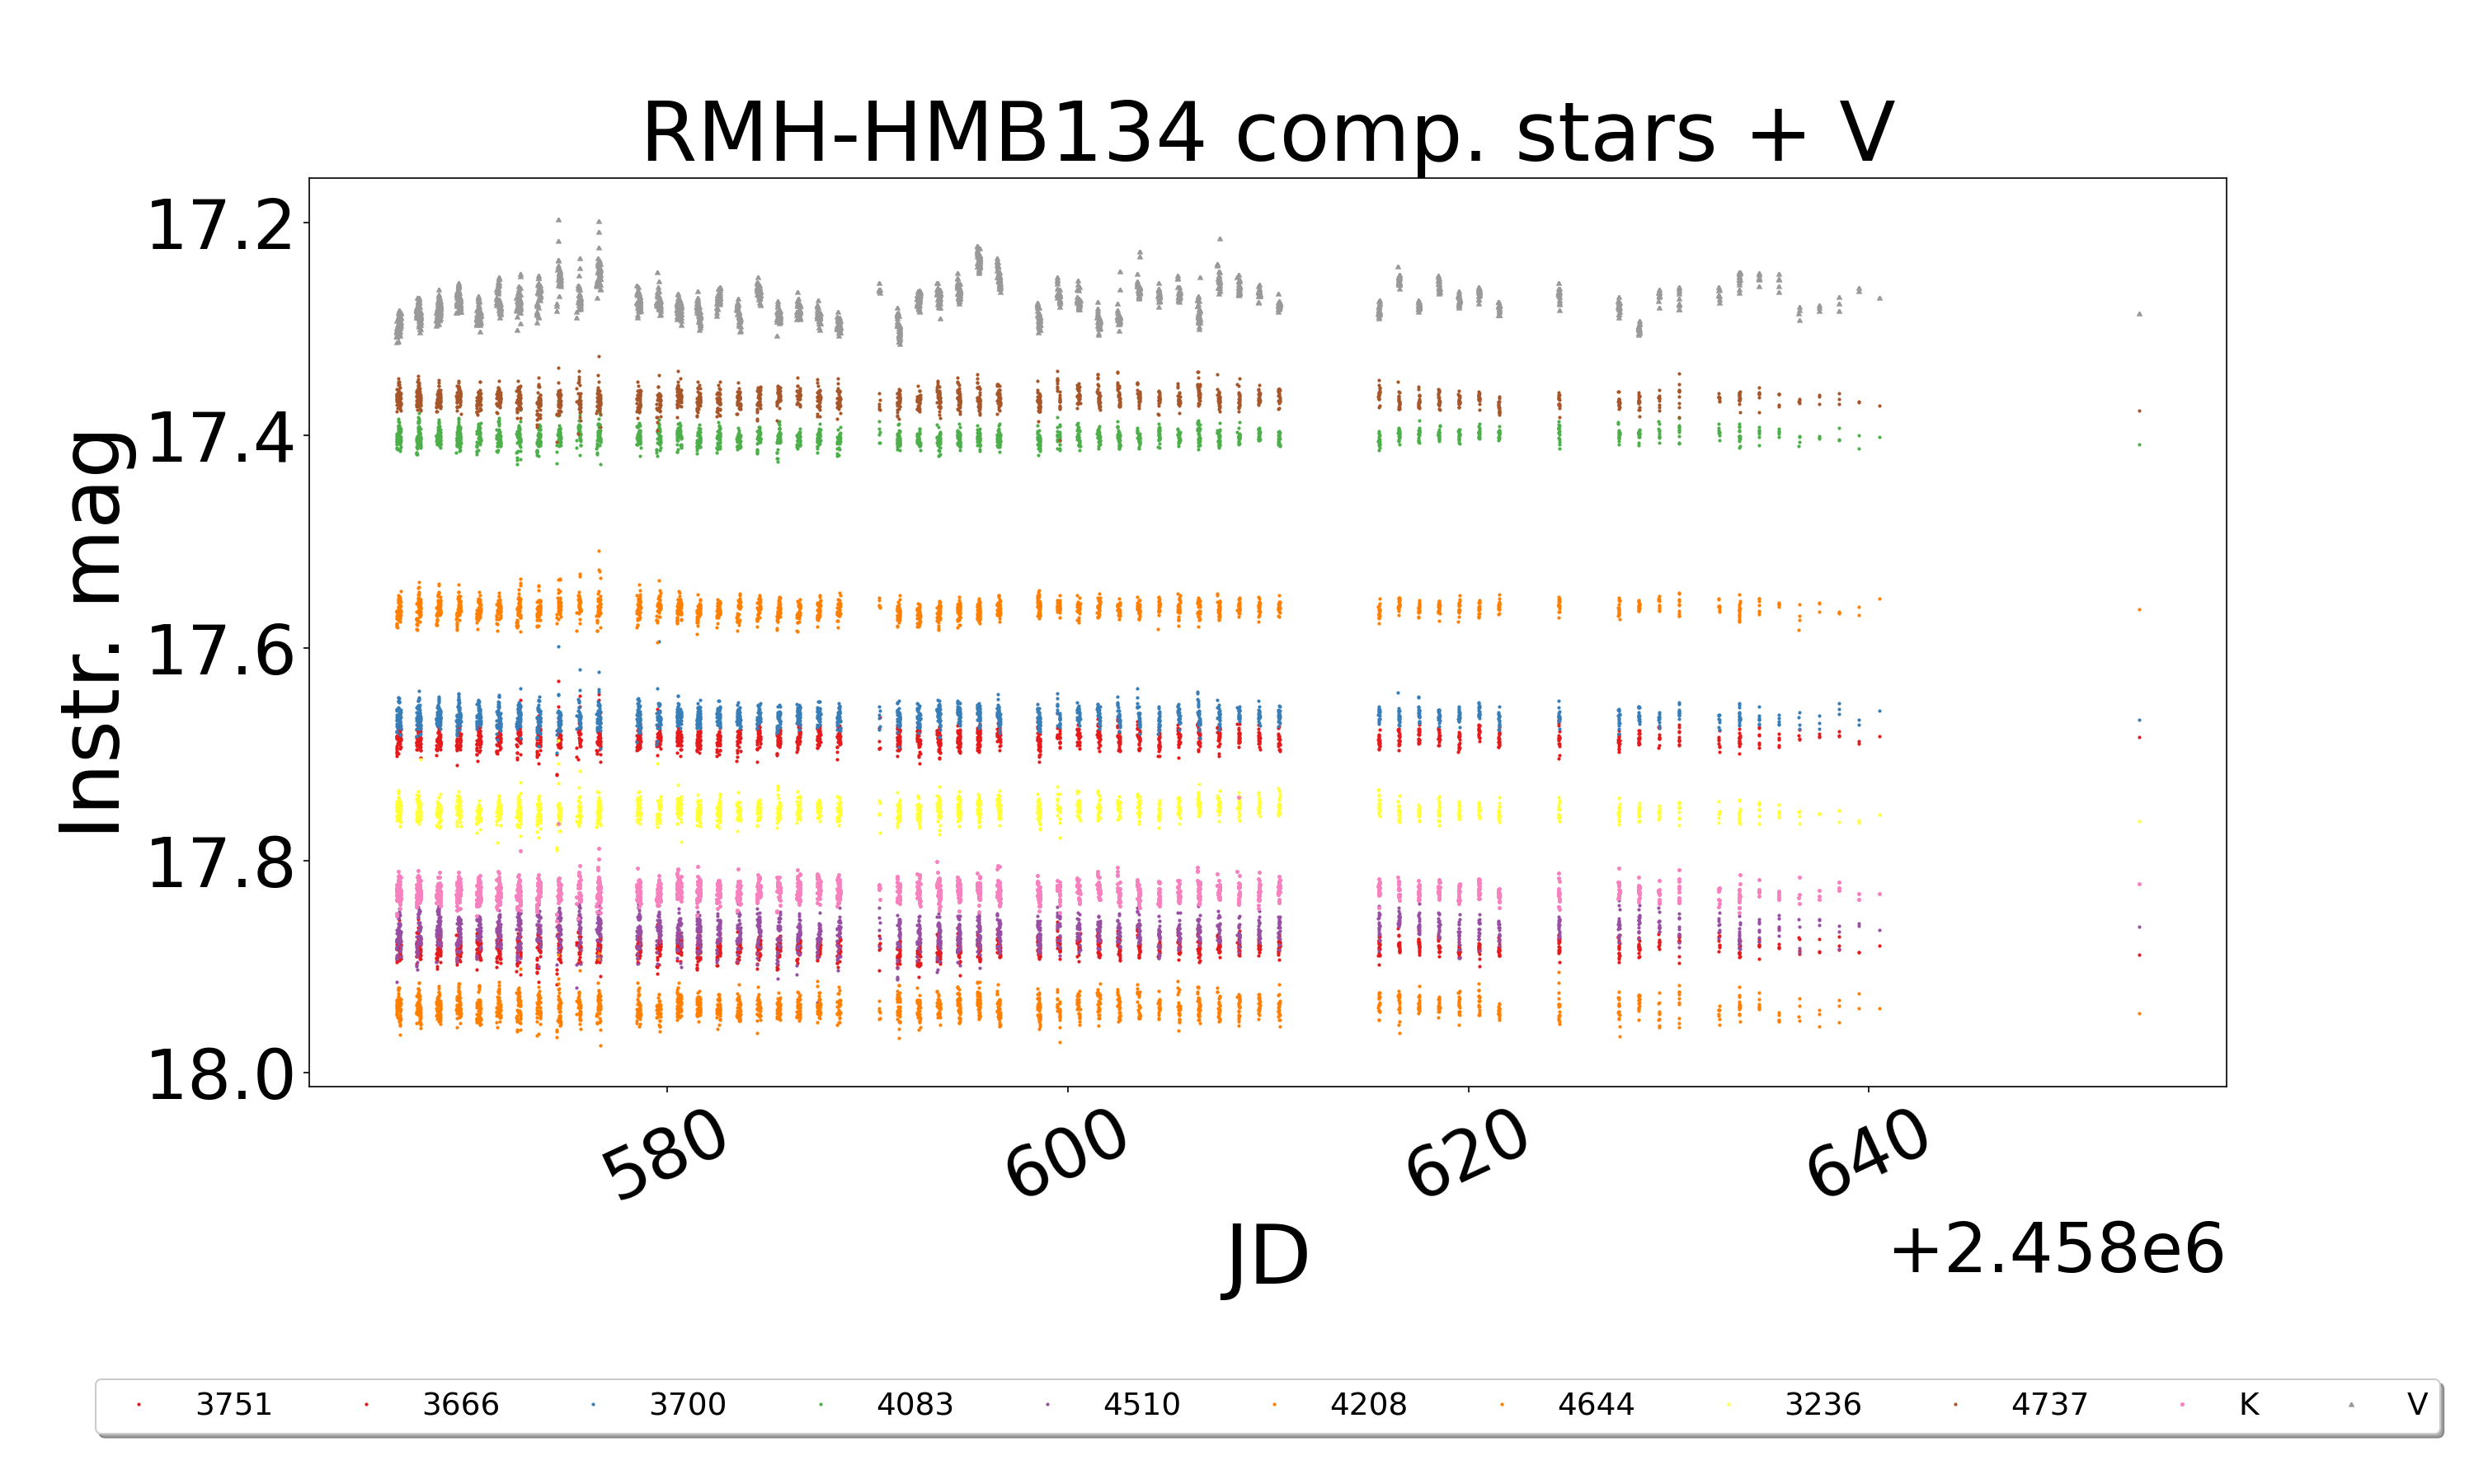 RMH-HMB134 comp. stars + V
Instr. mag
17.2
17.4
17.6
17.8
18.0
580 600 620 640
JD
+2.458e6
3751 3666 3700 4083 4510 4208 4644 3236 4737 K V